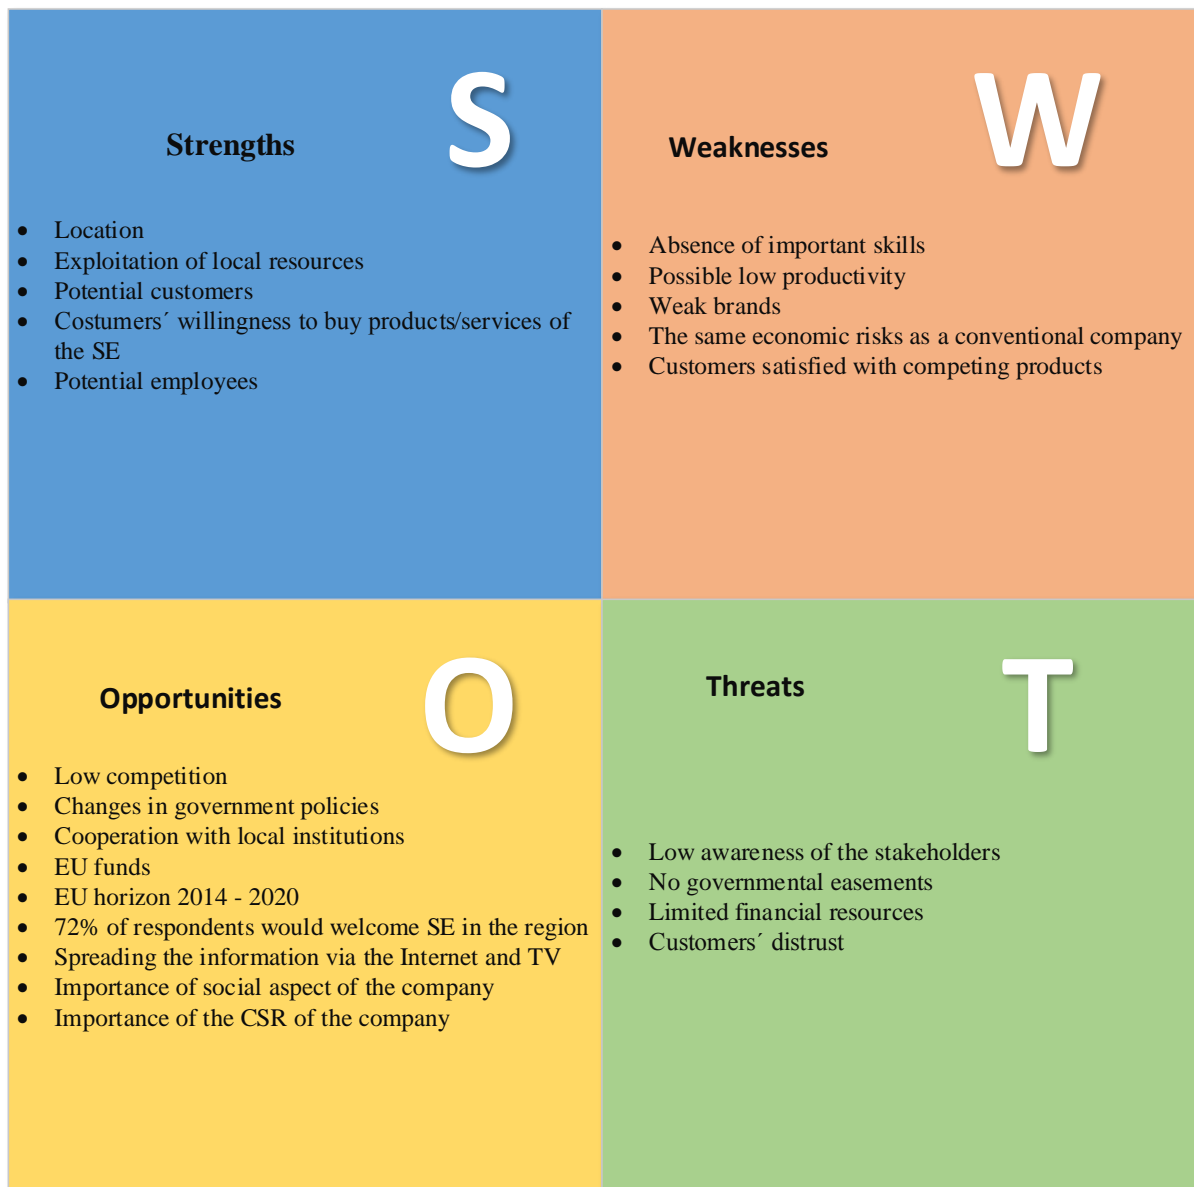 Strengths
S
• Location
• Exploitation of local resources
• Potential customers
• Costumers´ willingness to buy products/services of
the SE
• Potential employees
Weaknesses
W
• Absence of important skills
• Possible low productivity
• Weak brands
• The same economic risks as a conventional company
• Customers satisfied with competing products
Opportunities
O
• Low competition
• Changes in government policies
• Cooperation with local institutions
• EU funds
• EU horizon 2014 - 2020
• 72% of respondents would welcome SE in the region
• Spreading the information via the Internet and TV
• Importance of social aspect of the company
• Importance of the CSR of the company
Threats
T
• Low awareness of the stakeholders
• No governmental easements
• Limited financial resources
• Customers´ distrust